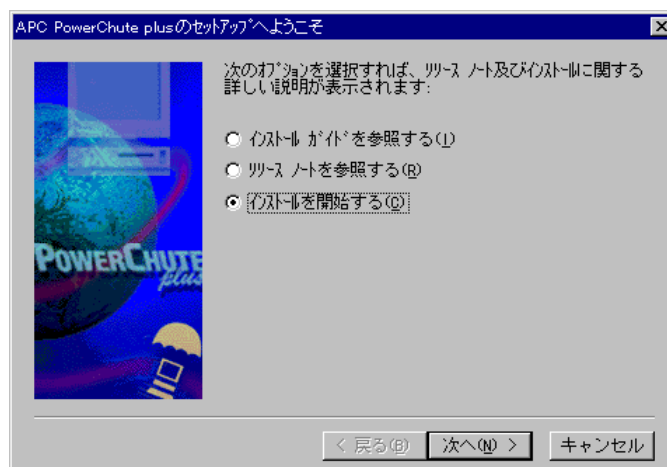 APC PowerChute plusのセットアップへようこそ
次のオプションを選択すれば、リリース ノート及びインストールに関する
詳しい説明が表示されます:
インストール ガイドを参照する(I)
リリース ノートを参照する(R)
インストールを開始する(C)
POWERCHUTE
plus
< 戻る(B)
次へ(N) >
キャンセル